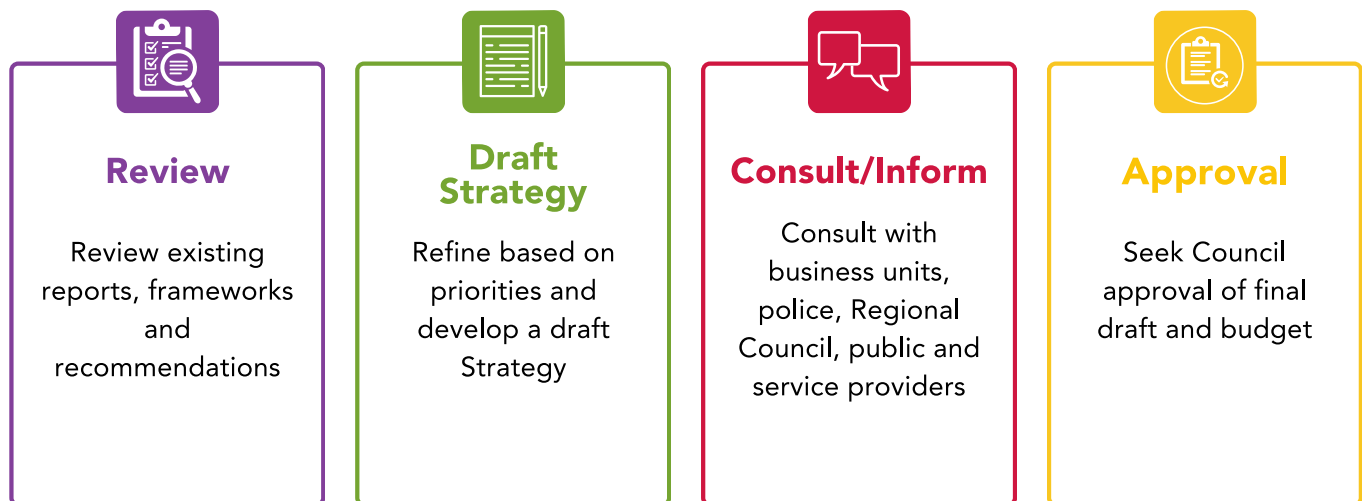 Review
Review existing
reports, frameworks
and
recommendations
Draft
Strategy
Refine based on
priorities and
develop a draft
Strategy
Consult/Inform
Consult with
business units,
police, Regional
Council, public and
service providers
Approval
Seek Council
approval of final
draft and budget